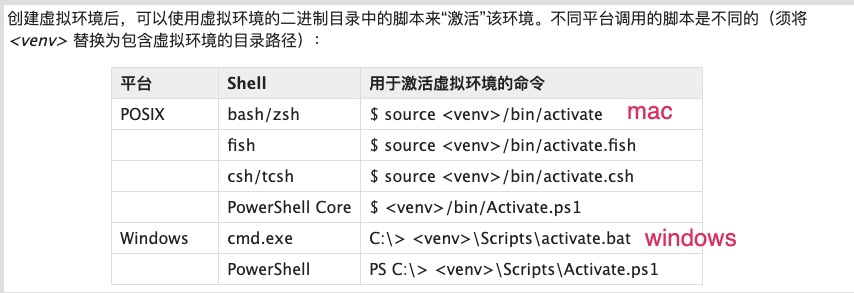 创建虚拟环境后，可以使用虚拟环境的二进制目录中的脚本来“激活”该环境。不同平台调用的脚本是不同的（须将
<venv> 替换为包含虚拟环境的目录路径）：
平台 Shell 用于激活虚拟环境的命令
POSIX bash/zsh $ source <venv>/bin/activate mac
fish $ source <venv>/bin/activate.fish
csh/tcsh $ source <venv>/bin/activate.csh
PowerShell Core $ <venv>/bin/Activate.ps1
Windows cmd.exe C:\> <venv>\Scripts\activate.bat windows
PowerShell PS C:\> <venv>\Scripts\Activate.ps1